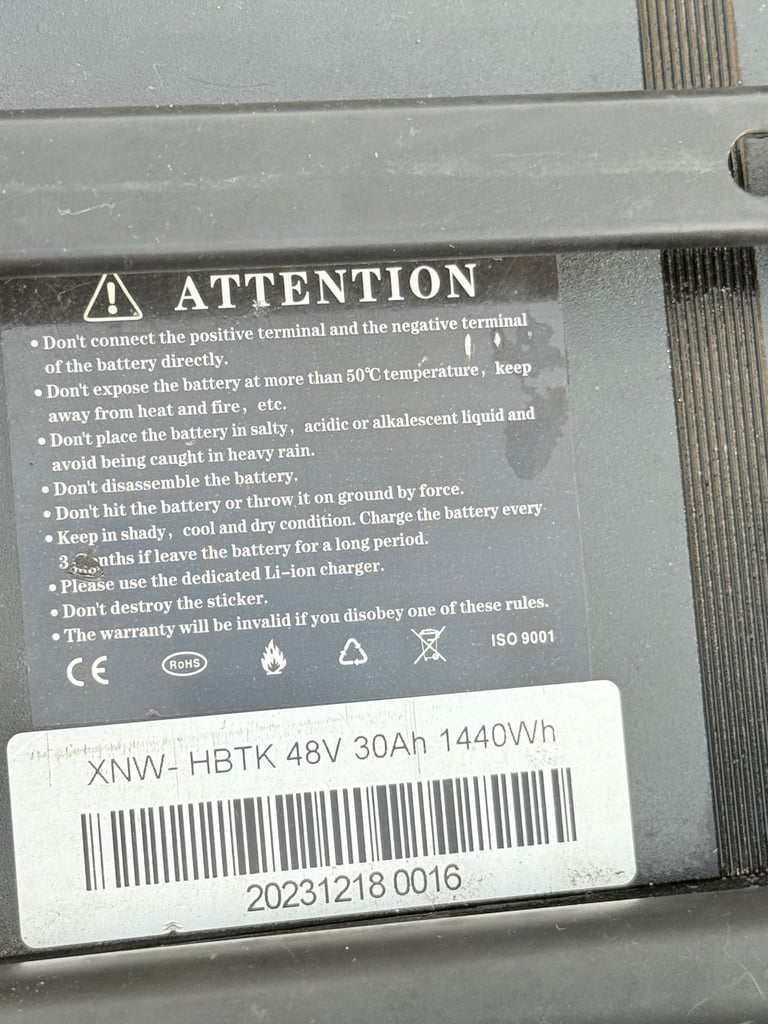 ATTENTION
• Don't connect the positive terminal and the negative terminal
of the battery directly.
• Don't expose the battery at more than 50℃ temperature, keep
away from heat and fire, etc.
• Don't place the battery in salty, acidic or alkalescent liquid and
avoid being caught in heavy rain.
• Don't disassemble the battery.
• Don't hit the battery or throw it on ground by force.
• Keep in shady, cool and dry condition. Charge the battery every
3 months if leave the battery for a long period.
• Please use the dedicated Li-ion charger.
• Don't destroy the sticker.
• The warranty will be invalid if you disobey one of these rules.
CE RoHS ISO 9001
XNW- HBTK 48V 30Ah 1440Wh
20231218 0016